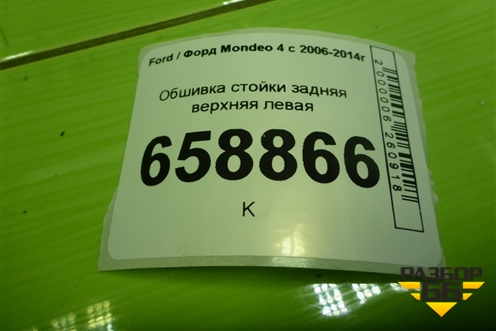 Ford / Форд Mondeo 4 с 2006-2014г
Обшивка стойки задняя
верхняя левая
658866
К
2000006260918
РАЗБОР
66